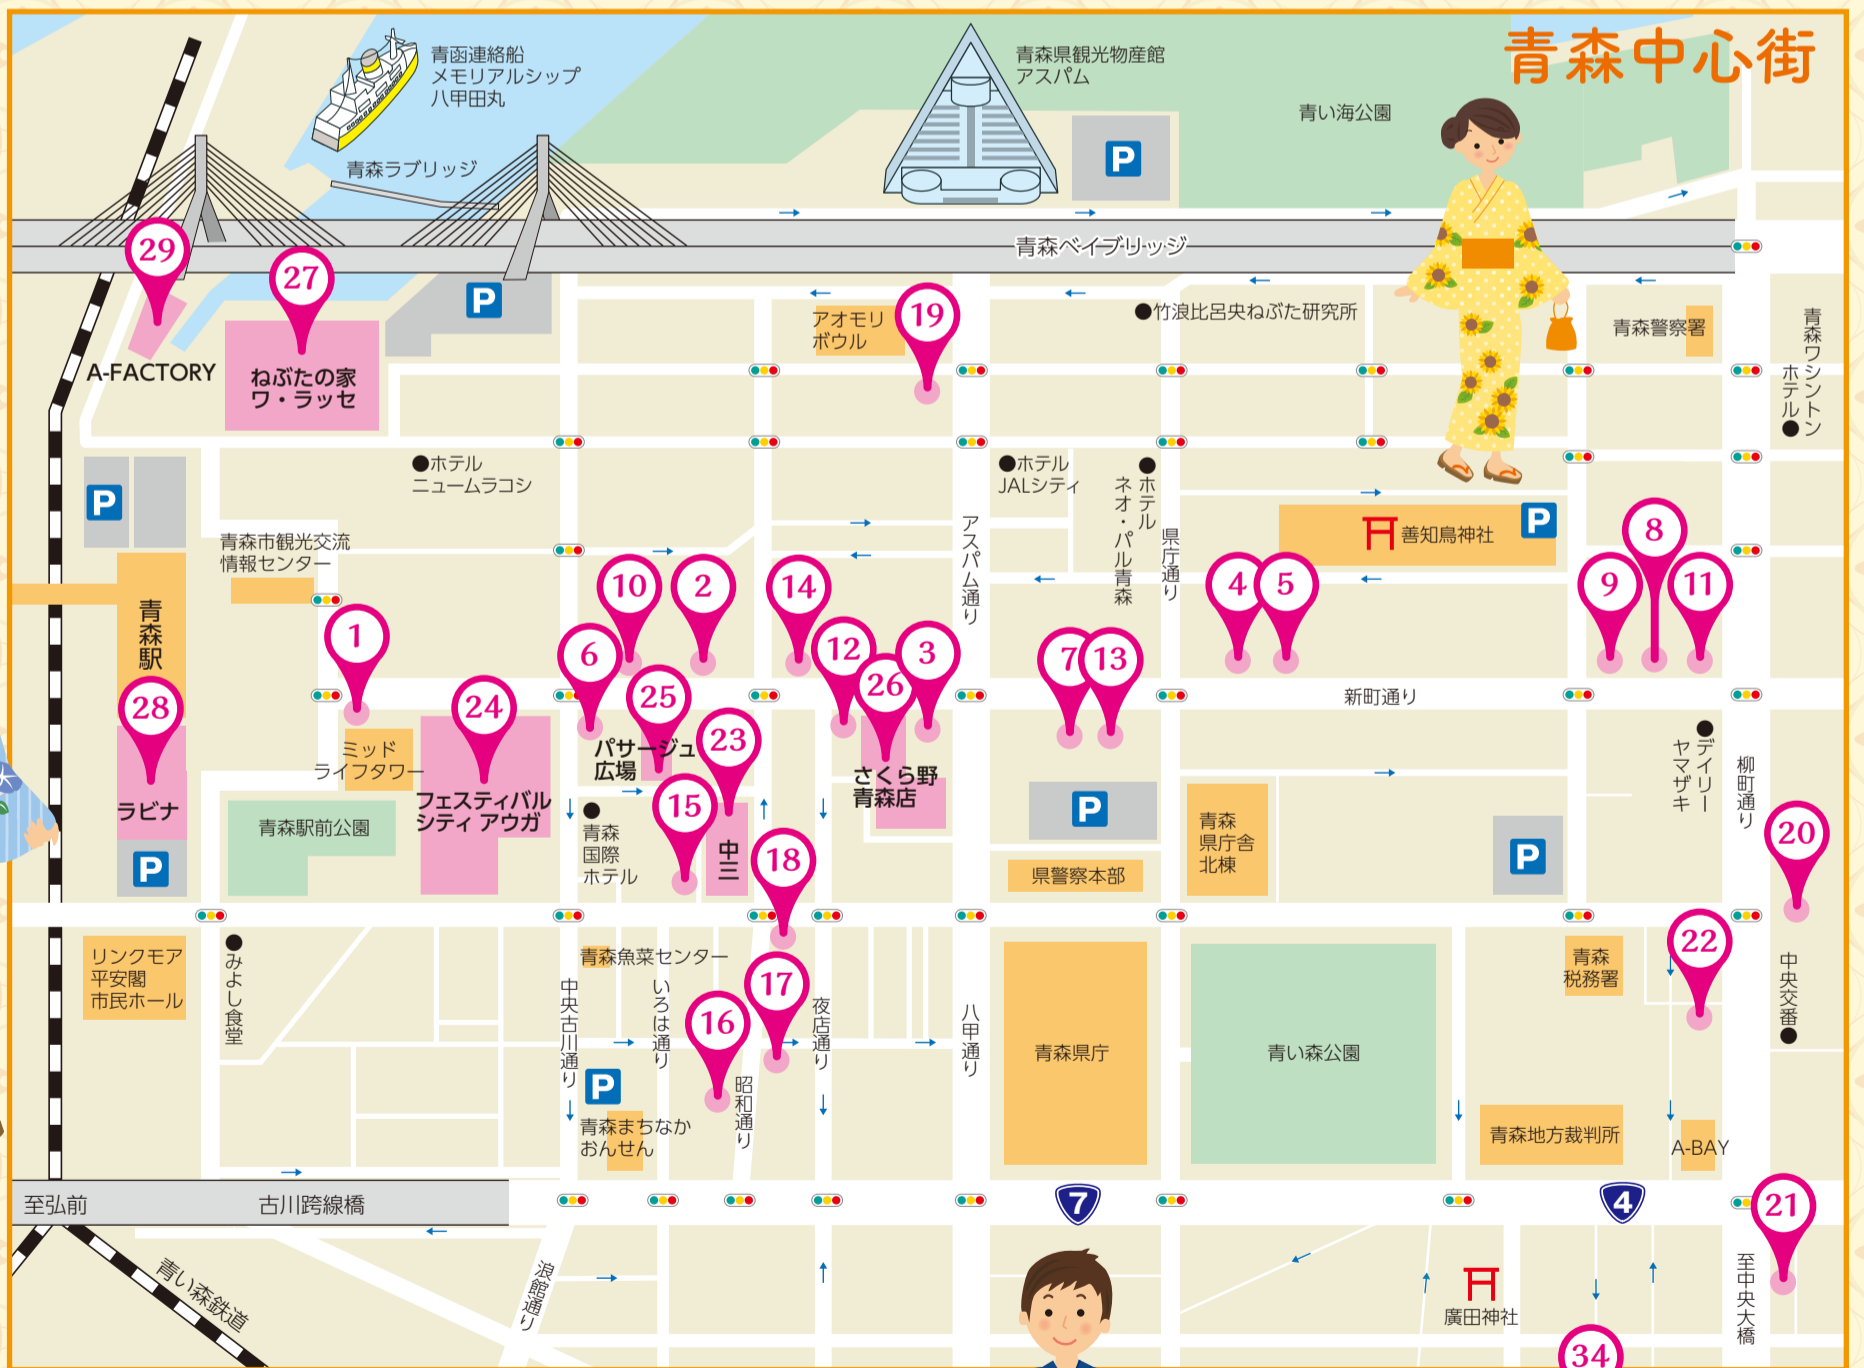 青森中心街
青函連絡船
メモリアルシップ
八甲田丸
青森県観光物産館
アスパム
青い海公園
P
青森ラブリッジ
青森ベイブリッジ
29
27
P
19
アオモリ
ボウル
竹浪比呂央ねぶた研究所
青森警察署
青森ワシントン
ホテル
A-FACTORY
ねぶたの家
ワ・ラッセ
P
ホテル
ニュームラコシ
ホテル
JALシティ
ホテル
ネオ・パル青森
県庁通り
アスパム通り
善知鳥神社
P
青森市観光交流
情報センター
青森駅
1
10
2
14
6
12
3
26
7
13
4
5
9
8
11
新町通り
28
24
25
23
ラビナ
ミッド
ライフタワー
フェスティバル
シティ アウガ
パサージュ
広場
さくら野
青森店
デイリー
ヤマザキ
柳町通り
青森駅前公園
P
青森
国際
ホテル
15
中三
18
P
県警察本部
青森
県庁舎
北棟
P
20
リンクモア
平安閣
市民ホール
みよし食堂
青森魚菜センター
中央古川通り
いろは通り
16
17
昭和通り
夜店通り
八甲通り
青森県庁
青い森公園
青森
税務署
22
中央交番
P
青森まちなか
おんせん
青森地方裁判所
A-BAY
至弘前
古川跨線橋
7
4
21
青い森鉄道
浪館通り
廣田神社
至中央大橋
34